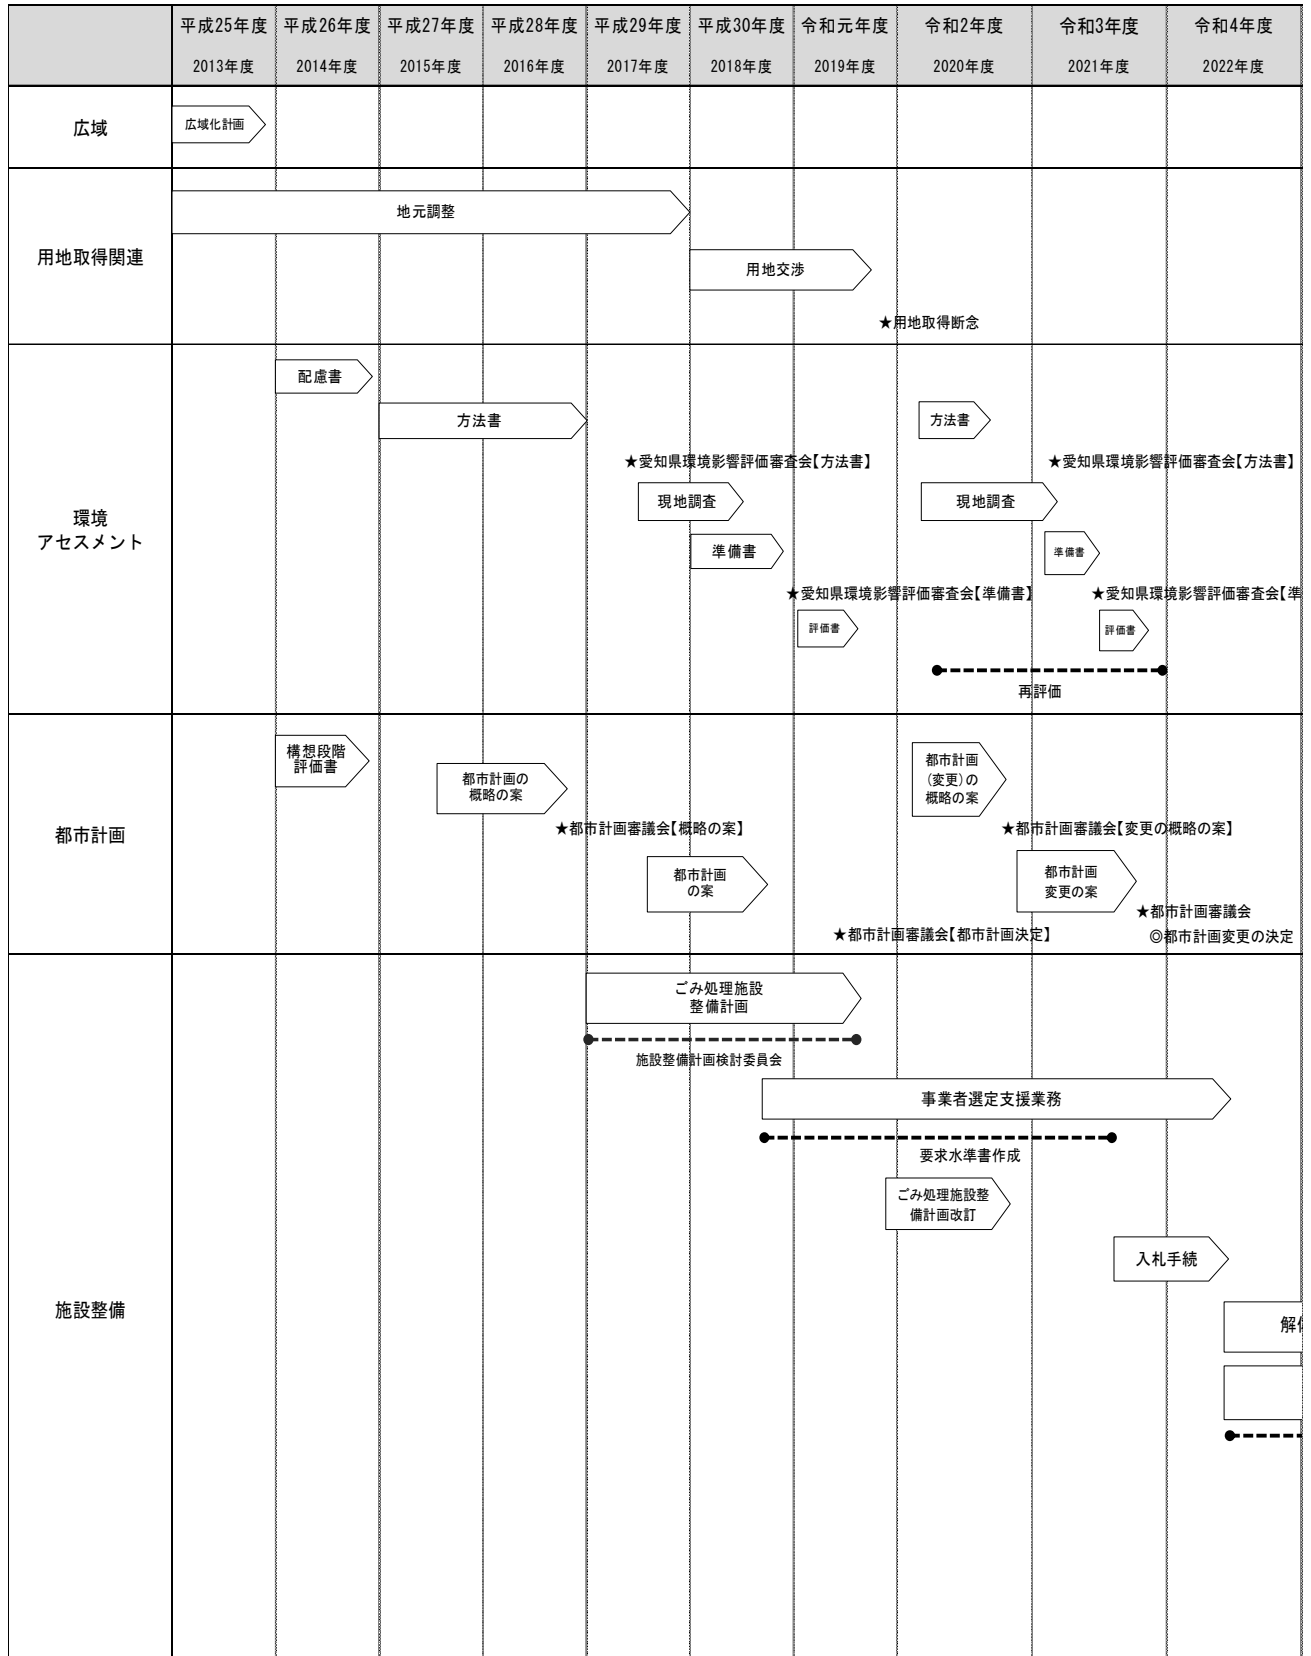 平成25年度 平成26年度 平成27年度 平成28年度 平成29年度 平成30年度 令和元年度 令和2年度 令和3年度 令和4年度
2013年度 2014年度 2015年度 2016年度 2017年度 2018年度 2019年度 2020年度 2021年度 2022年度
広域
広域化計画
用地取得関連
地元調整
用地交渉
★用地取得断念
環境
アセスメント
配慮書
方法書
方法書
★愛知県環境影響評価審査会【方法書】
★愛知県環境影響評価審査会【方法書】
現地調査
現地調査
準備書
準備書
★愛知県環境影響評価審査会【準備書】
★愛知県環境影響評価審査会【準
評価書
評価書
再評価
都市計画
構想段階
評価書
都市計画の
概略の案
都市計画
(変更)の
概略の案
★都市計画審議会【概略の案】
★都市計画審議会【変更の概略の案】
都市計画
の案
都市計画
変更の案
★都市計画審議会
★都市計画審議会【都市計画決定】
◎都市計画変更の決定
施設整備
ごみ処理施設
整備計画
施設整備計画検討委員会
事業者選定支援業務
要求水準書作成
ごみ処理施設整
備計画改訂
入札手続
解